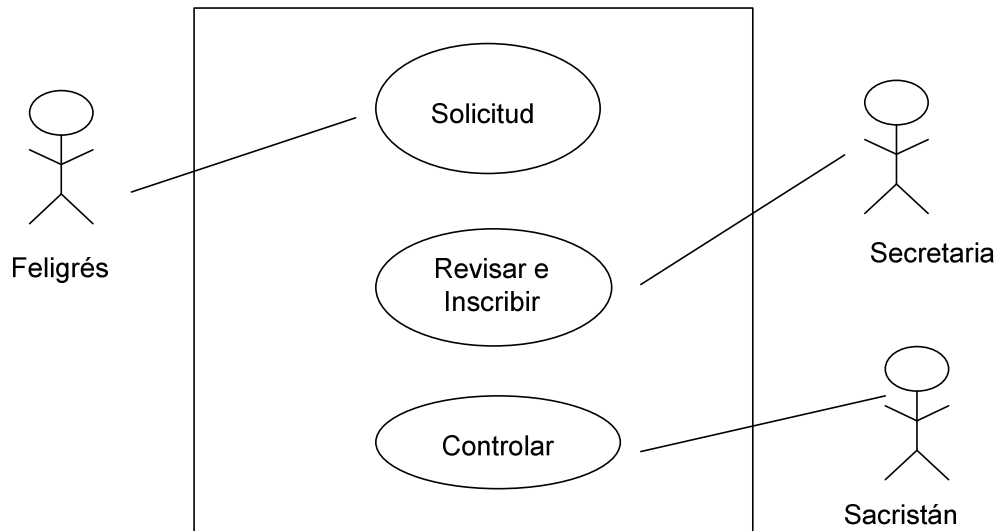 Solicitud
Feligrés
Secretaria
Revisar e
Inscribir
Controlar
Sacristán